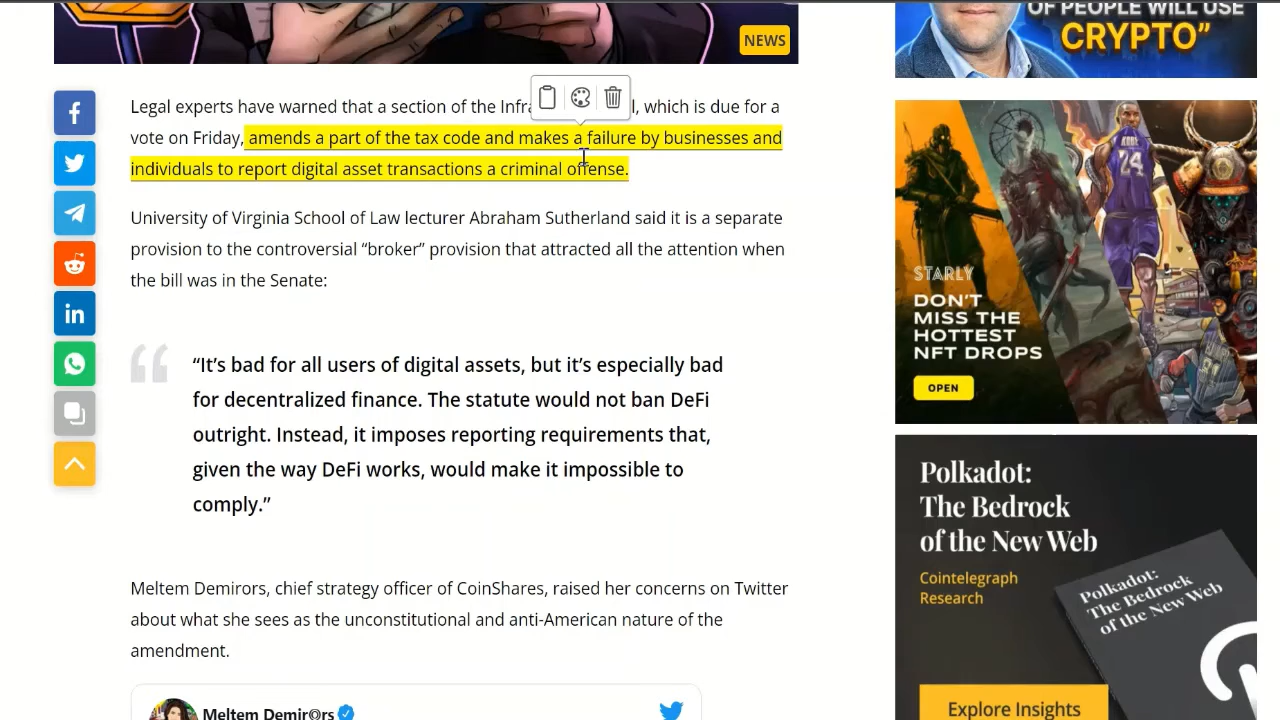 OF PEOPLE WILL USE
CRYPTO”
NEWS
Legal experts have warned that a section of the Infra l, which is due for a
vote on Friday, amends a part of the tax code and makes a failure by businesses and
individuals to report digital asset transactions a criminal offense.
University of Virginia School of Law lecturer Abraham Sutherland said it is a separate
provision to the controversial “broker” provision that attracted all the attention when
the bill was in the Senate:
“It’s bad for all users of digital assets, but it’s especially bad
for decentralized finance. The statute would not ban DeFi
outright. Instead, it imposes reporting requirements that,
given the way DeFi works, would make it impossible to
comply.”
Meltem Demirors, chief strategy officer of CoinShares, raised her concerns on Twitter
about what she sees as the unconstitutional and anti-American nature of the
amendment.
Meltem Demir◎rs
24
STARLY
DON'T
MISS THE
HOTTEST
NFT DROPS
OPEN
Polkadot:
The Bedrock
of the New Web
Cointelegraph
Research
Polkadot:
The Bedrock
of the New Web
Explore Insights